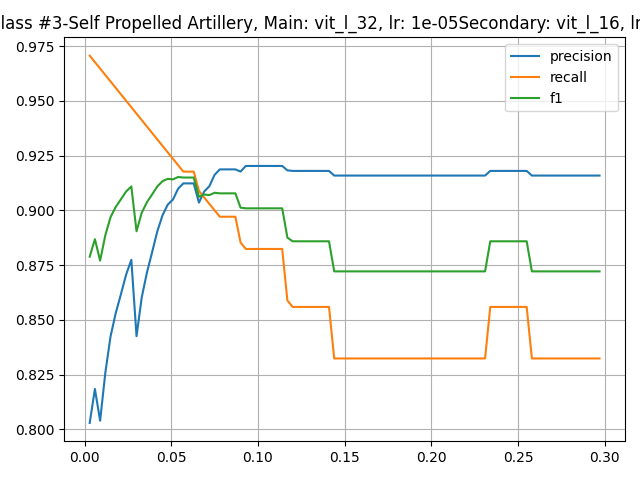 lass #3-Self Propelled Artillery, Main: vit_l_32, lr: 1e-05Secondary: vit_l_16, lr
0.975
0.950
0.925
0.900
0.875
0.850
0.825
0.800
precision
recall
f1
0.00 0.05 0.10 0.15 0.20 0.25 0.30